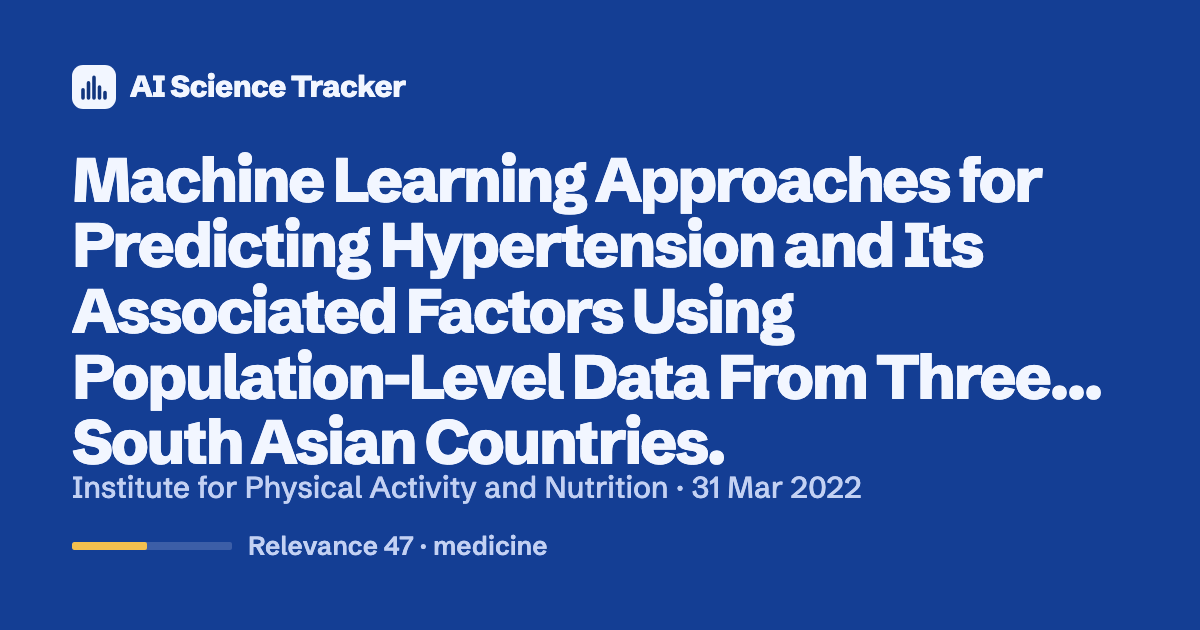 AI Science Tracker
Machine Learning Approaches for
Predicting Hypertension and Its
Associated Factors Using
Population-Level Data From Three...
South Asian Countries.
Institute for Physical Activity and Nutrition · 31 Mar 2022
Relevance 47 · medicine